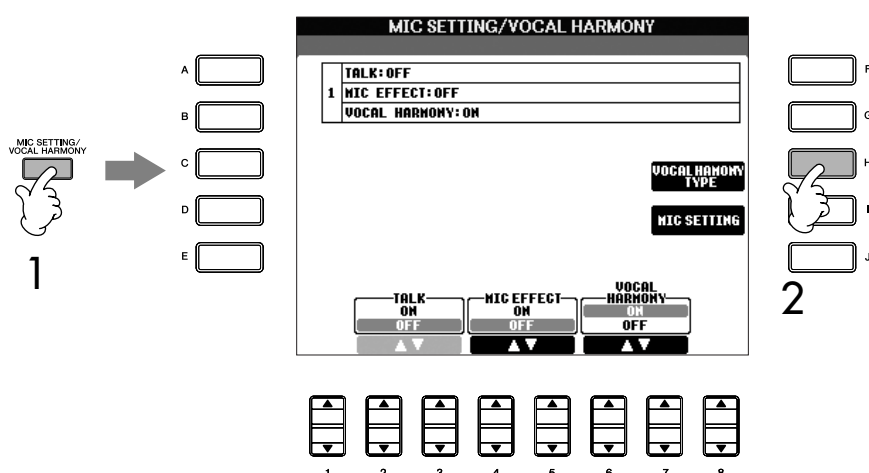 MIC SETTING/VOCAL HARMONY
TALK:OFF
1 MIC EFFECT:OFF
VOCAL HARMONY:ON
A
B
C
D
E
MIC SETTING/
VOCAL HARMONY
1
VOCAL HAMONY
TYPE
MIC SETTING
F
G
H
I
J
2
TALK
ON
OFF
MIC EFFECT
ON
OFF
VOCAL
HARMONY
ON
OFF
1 2 3 4 5 6 7 8